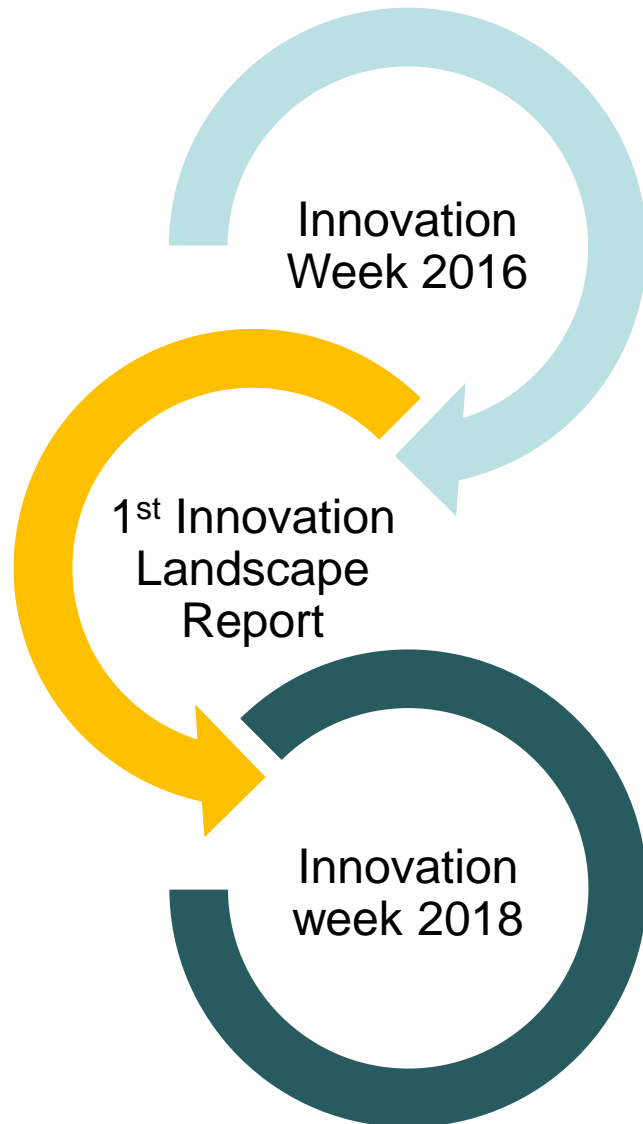 Innovation
Week 2016
1st Innovation
Landscape
Report
Innovation
week 2018